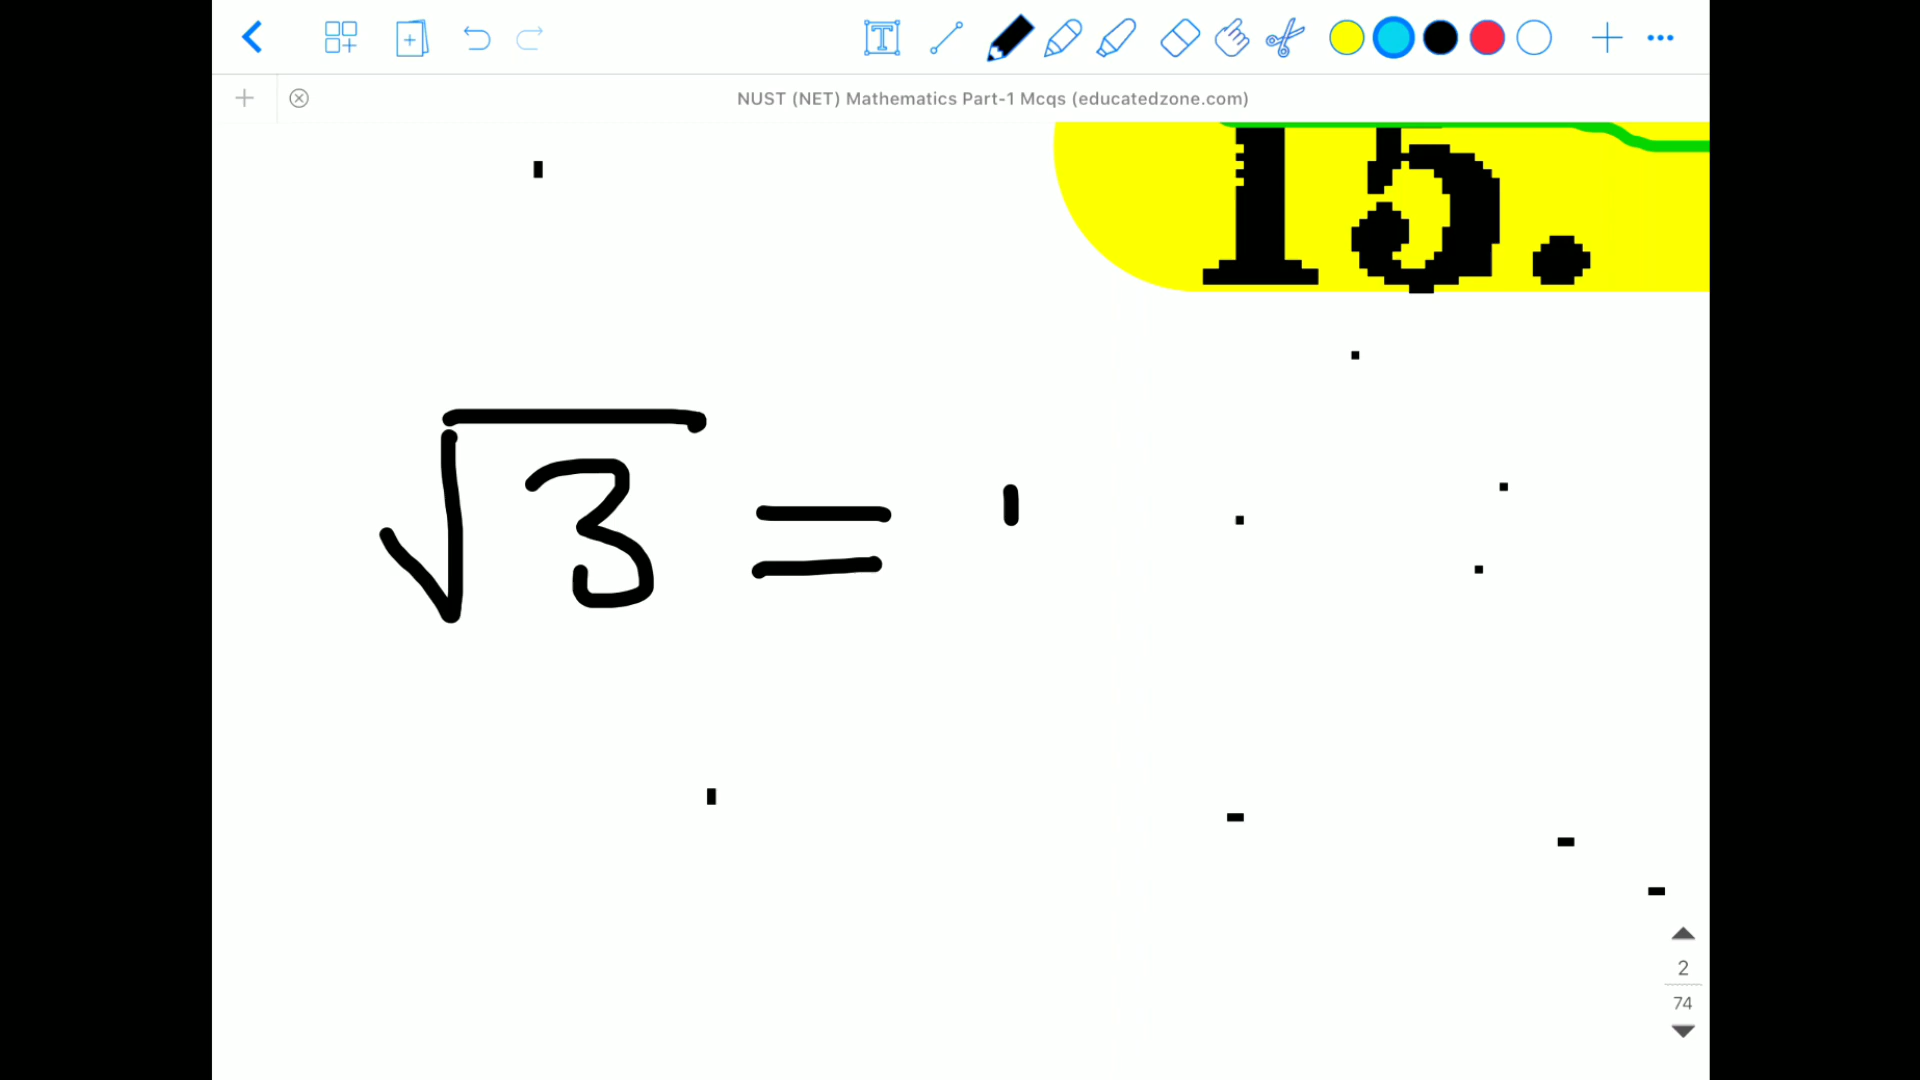 NUST (NET) Mathematics Part-1 Mcqs (educatedzone.com)
15.
√3 =
2
74